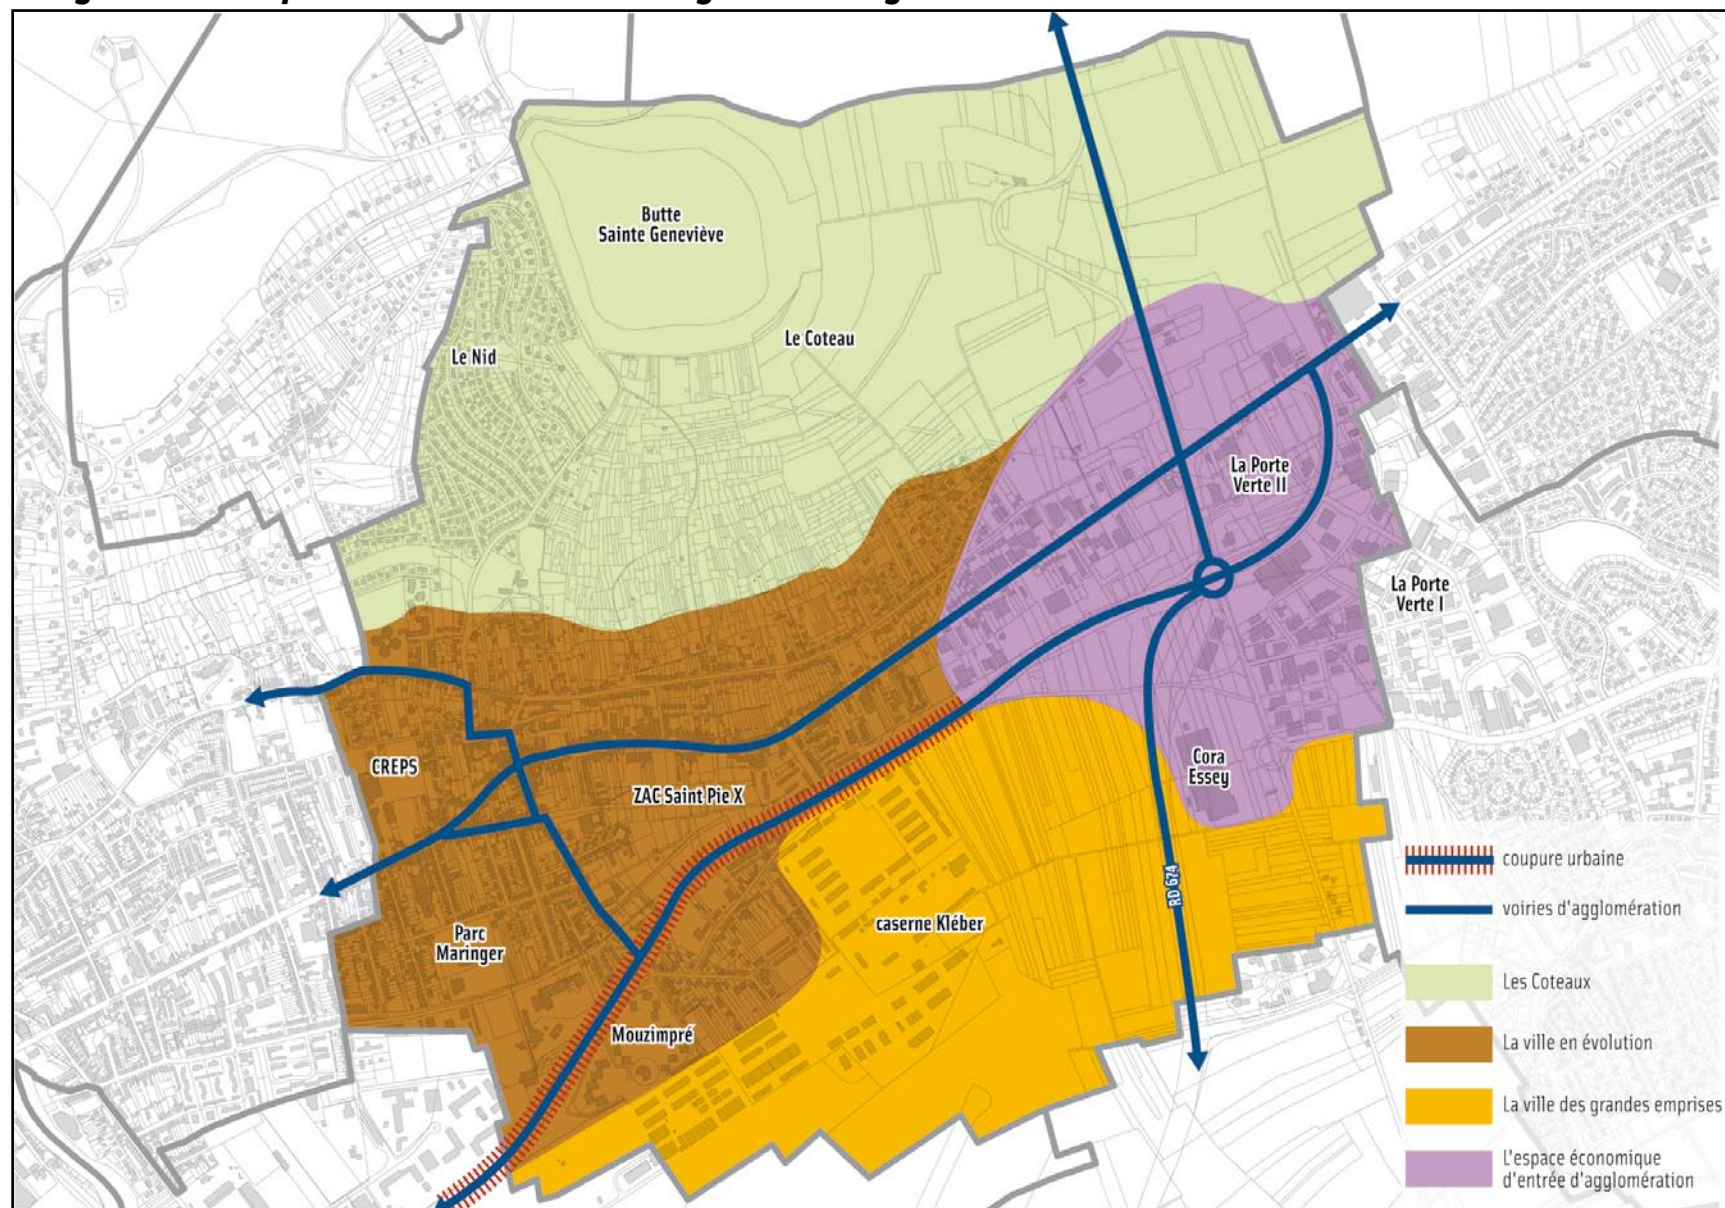 Butte
Sainte Geneviève
Le Nid
Le Coteau
La Porte
Verte II
La Porte
Verte I
CREPS
ZAC Saint Pie X
Cora
Essey
RD 674
Parc
Maringer
caserne Kléber
Mouzimpré
coupure urbaine
voiries d'agglomération
Les Coteaux
La ville en évolution
La ville des grandes emprises
L'espace économique
d'entrée d'agglomération